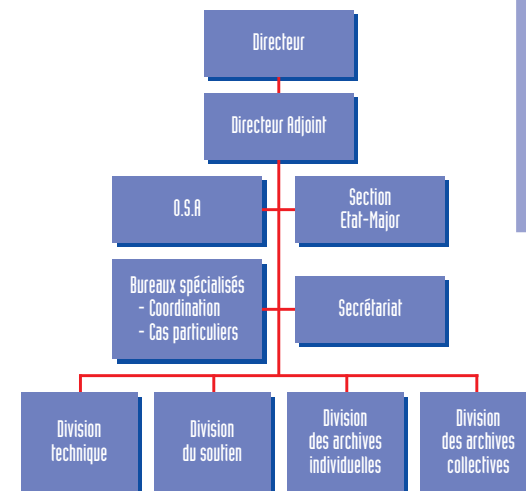 Directeur
Directeur Adjoint
O.S.A
Section
Etat-Major
Bureaux spécialisés
- Coordination
- Cas particuliers
Secrétariat
Division
technique
Division
du soutien
Division
des archives
individuelles
Division
des archives
collectives